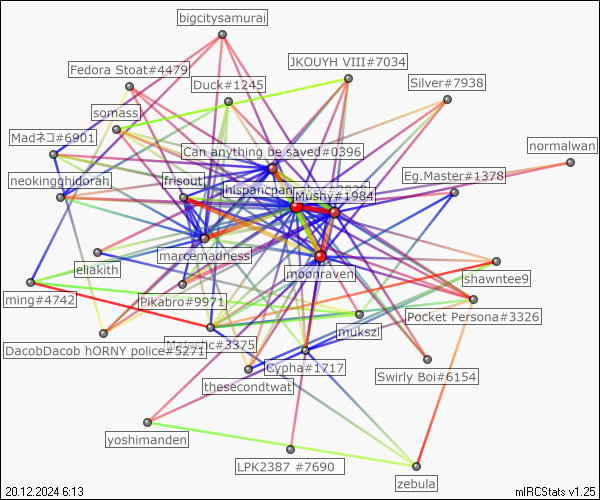 bigcitysamurai
JKOUYH VIII#7034
Fedora Stoat#4479
Duck#1245
Silver#7938
somass
Madネコ#6901
normalwan
Can anything be saved#0396
Eg.Master#1378
neokingghidorah
frisout
hispancpan
Mushy#1984
marcemadness
eliakith
moonraven
shawntee9
ming#4742
Pikabro#9971
Pocket Persona#3326
mukszi
DacobDacob hORNY police#5271
Majestic#3375
Cypha#1717
Swirly Boi#6154
thesecondtwat
yoshimanden
LPK2387 #7690
zebula
20.12.2024 6:13
mIRCStats v1.25